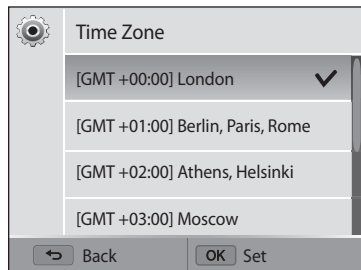 Time Zone
[GMT +00:00] London
[GMT +01:00] Berlin, Paris, Rome
[GMT +02:00] Athens, Helsinki
[GMT +03:00] Moscow
Back OK Set